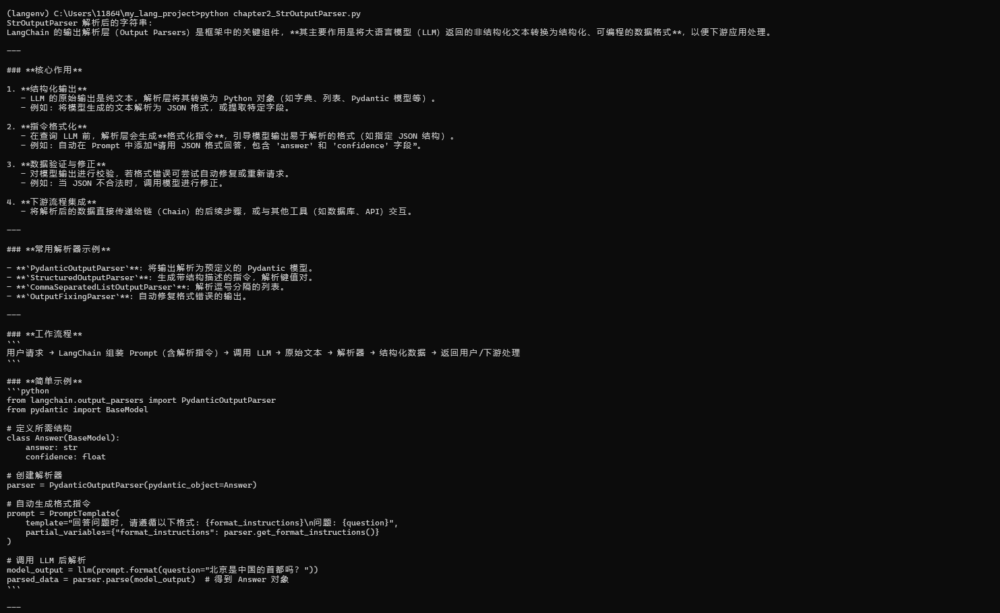 (langenv) C:\Users\11864\my_lang_project>python chapter2_StrOutputParser.py
StrOutputParser 解析后的字符串：
LangChain 的输出解析层（Output Parsers）是框架中的关键组件，**其主要作用是将大语言模型（LLM）返回的非结构化文本转换为结构化、可编程的数据格式**，以便下游应用处理。

---

### **核心作用**

1. **结构化输出**
   - LLM 的原始输出是纯文本，解析层将其转换为 Python 对象（如字典、列表、Pydantic 模型等）。
   - 例如：将模型生成的文本解析为 JSON 格式，或提取特定字段。

2. **指令格式化**
   - 在查询 LLM 前，解析层会生成**格式化指令**，引导模型输出易于解析的格式（如指定 JSON 结构）。
   - 例如：自动在 Prompt 中添加“请用 JSON 格式回答，包含 'answer' 和 'confidence' 字段”。

3. **数据验证与修正**
   - 对模型输出进行校验，若格式错误可尝试自动修复或重新请求。
   - 例如：当 JSON 不合法时，调用模型进行修正。

4. **下游流程集成**
   - 将解析后的数据直接传递给链（Chain）的后续步骤，或与其他工具（如数据库、API）交互。

---

### **常用解析器示例**

- **`PydanticOutputParser`**：将输出解析为预定义的 Pydantic 模型。
- **`StructuredOutputParser`**：生成带结构描述的指令，解析键值对。
- **`CommaSeparatedListOutputParser`**：解析逗号分隔的列表。
- **`OutputFixingParser`**：自动修复格式错误的输出。

---

### **工作流程**
```
用户请求 → LangChain 组装 Prompt（含解析指令）→ 调用 LLM → 原始文本 → 解析器 → 结构化数据 → 返回用户/下游处理
```

### **简单示例**
```python
from langchain.output_parsers import PydanticOutputParser
from pydantic import BaseModel

# 定义所需结构
class Answer(BaseModel):
    answer: str
    confidence: float

# 创建解析器
parser = PydanticOutputParser(pydantic_object=Answer)

# 自动生成格式指令
prompt = PromptTemplate(
    template="回答问题时，请遵循以下格式：{format_instructions}\n问题：{question}",
    partial_variables={"format_instructions": parser.get_format_instructions()}
)

# 调用 LLM 后解析
model_output = llm(prompt.format(question="北京是中国的首都吗？"))
parsed_data = parser.parse(model_output)  # 得到 Answer 对象
```

---